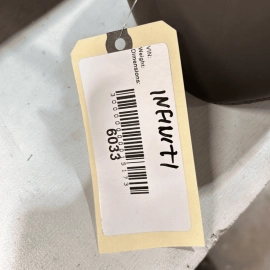 VIN:
Weight:
Dimensions:
INFINITI
6033